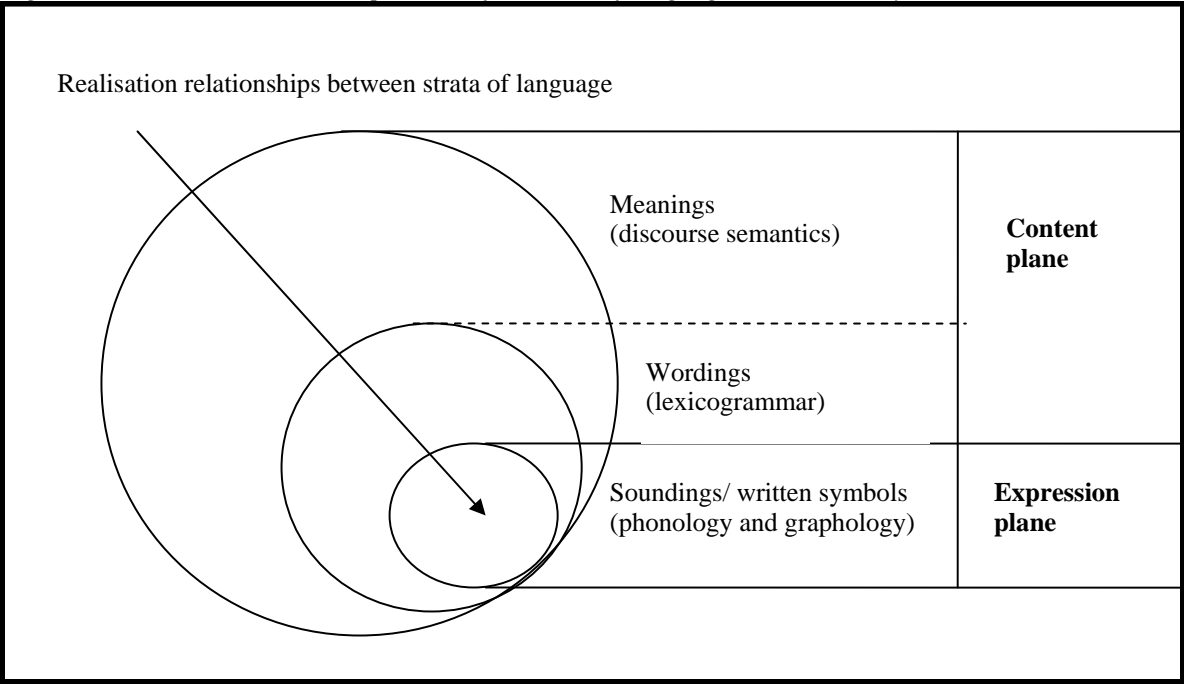 Realisation relationships between strata of language
Meanings
(discourse semantics)
Content
plane
Wordings
(lexicogrammar)
Soundings/ written symbols
(phonology and graphology)
Expression
plane